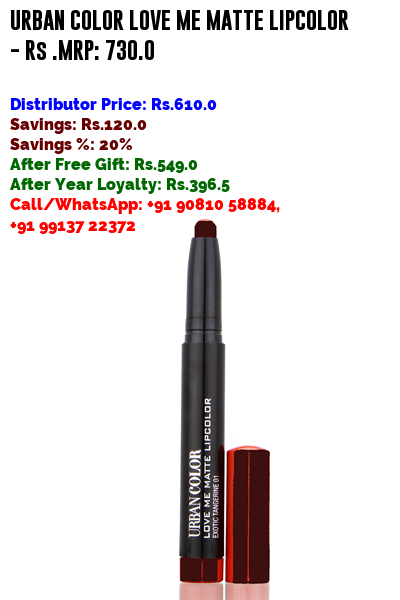 URBAN COLOR LOVE ME MATTE LIPCOLOR
- Rs .MRP: 730.0
Distributor Price: Rs.610.0
Savings: Rs.120.0
Savings %: 20%
After Free Gift: Rs.549.0
After Year Loyalty: Rs.396.5
Call/WhatsApp: +91 90810 58884,
+91 99137 22372
URBAN COLOR
LOVE ME MATTE LIPCOLOR
EXOTIC TANGERINE 01